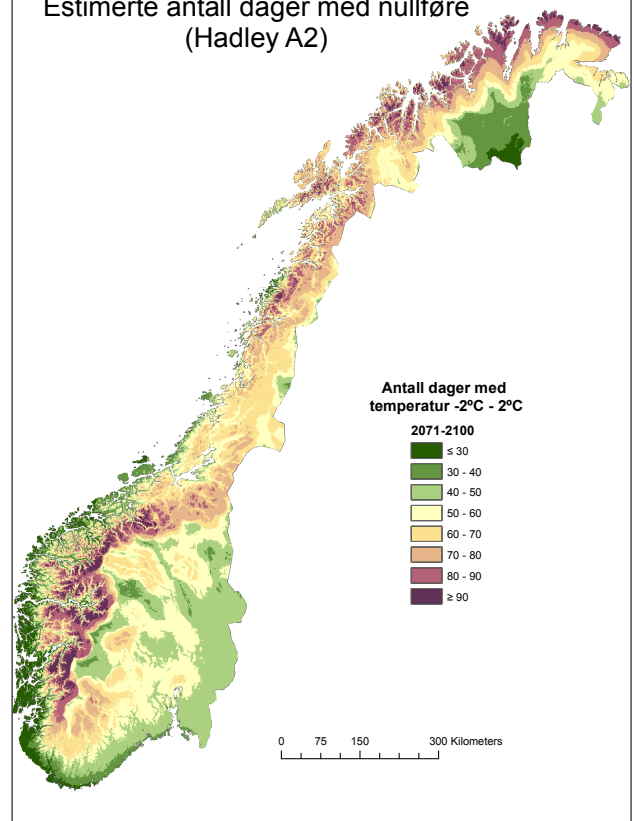 Estimerte antall dager med nullføre
(Hadley A2)
Antall dager med
temperatur -2ºC - 2ºC
2071-2100
≤ 30
30 - 40
40 - 50
50 - 60
60 - 70
70 - 80
80 - 90
≥ 90
0 75 150 300 Kilometers